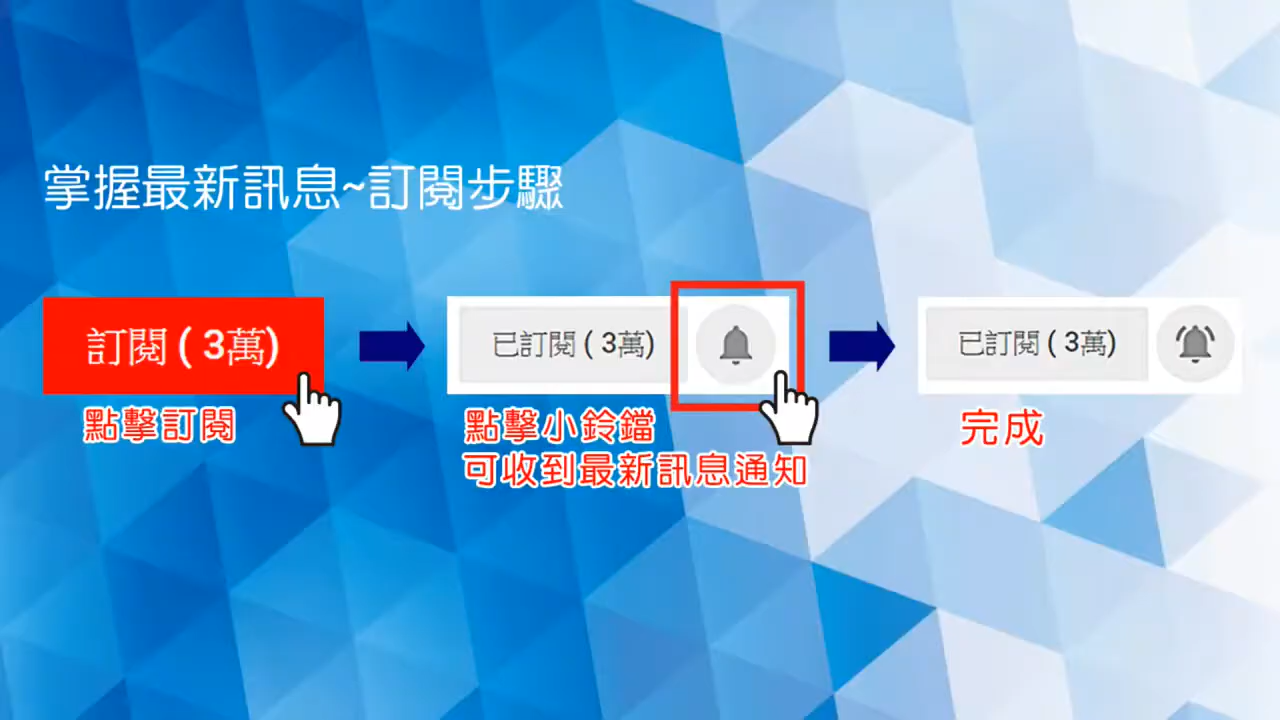 掌握最新訊息~訂閱步驟
訂閱 ( 3萬)
已訂閱 ( 3萬)
已訂閱 ( 3萬)
點擊訂閱
點擊小鈴鐺
可收到最新訊息通知
完成